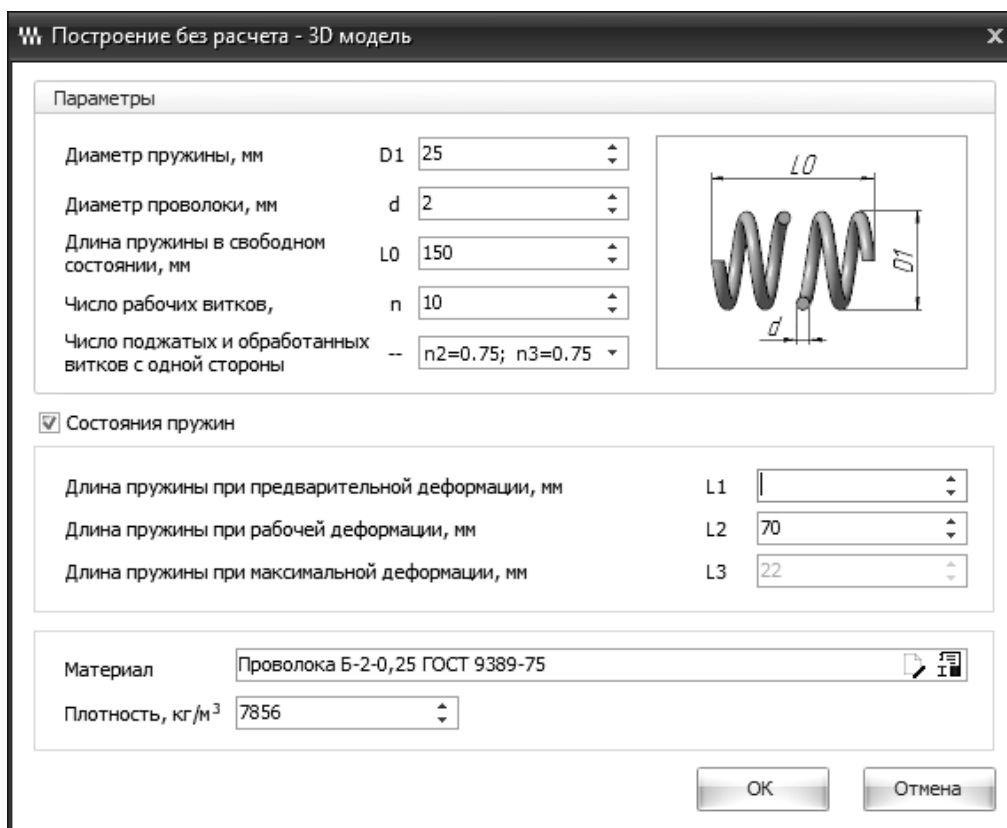 Построение без расчета - 3D модель
Параметры
Диаметр пружины, мм D1 25
Диаметр проволоки, мм d 2
Длина пружины в свободном
состоянии, мм L0 150
Число рабочих витков, n 10
Число поджатых и обработанных
витков с одной стороны -- n2=0.75; n3=0.75
L0
D1
d
Состояния пружин
Длина пружины при предварительной деформации, мм L1
Длина пружины при рабочей деформации, мм L2 70
Длина пружины при максимальной деформации, мм L3 22
Материал Проволока Б-2-0,25 ГОСТ 9389-75
Плотность, кг/м³ 7856
OK Отмена